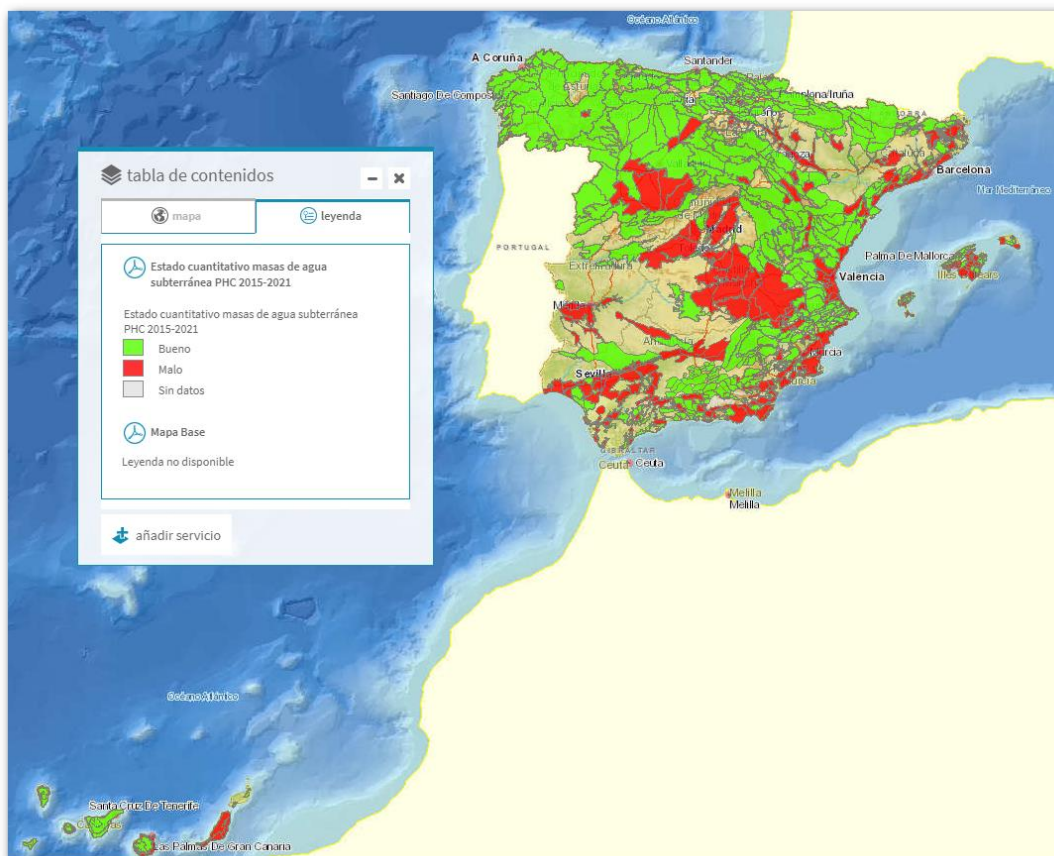 Océano Atlántico
A Coruña
Santander
Santiago De Compos
plona/Iruña
ANDORRA
Barcelona
Mar Mediterráneo
tabla de contenidos
mapa
leyenda
Estado cuantitativo masas de agua
subterránea PHC 2015-2021
Estado cuantitativo masas de agua subterránea
PHC 2015-2021
Bueno
Malo
Sin datos
Mapa Base
Leyenda no disponible
añadir servicio
Madrid
PORTUGAL
Extremadura
Palma De Mallorca
Illes Balears
Valencia
Mérida
Murcia
Sevilla
GIBRALTAR
Ceuta
Ceuta
Melilla
Melilla
Océano Atlántico
Santa Cruz De Tenerife
Las Palmas De Gran Canaria